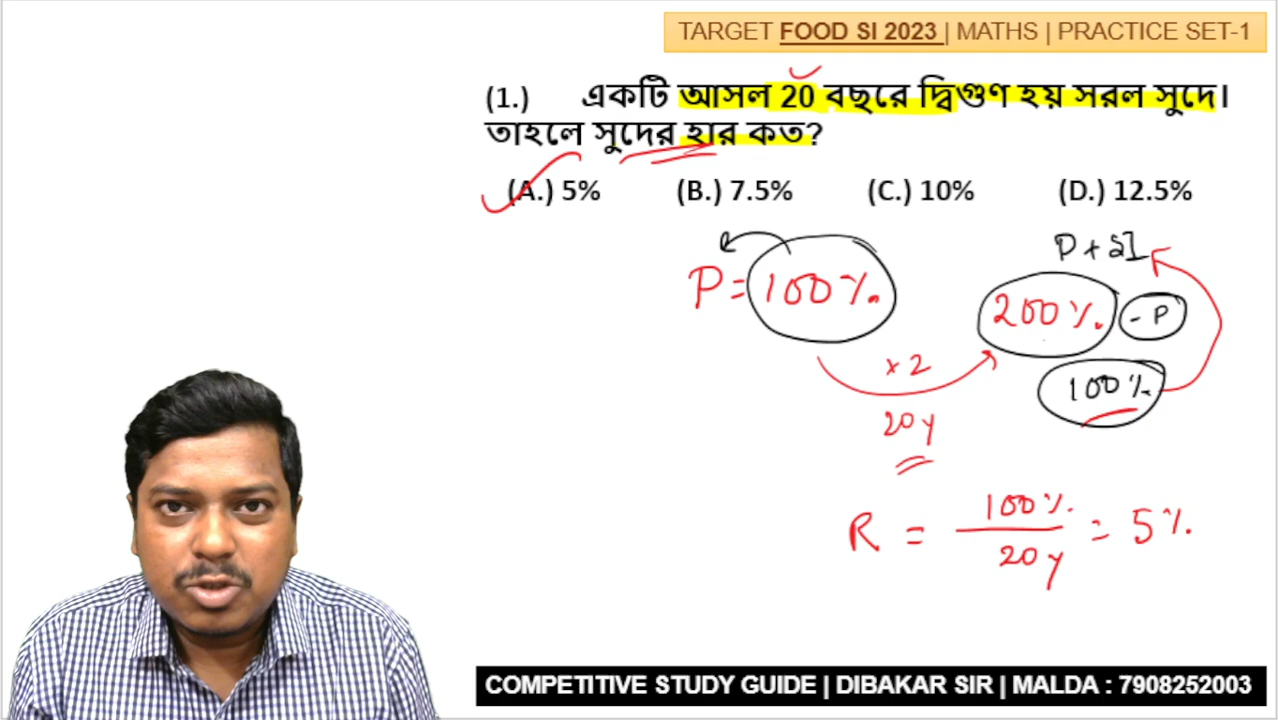 TARGET FOOD SI 2023 | MATHS | PRACTICE SET-1
(1.) একটি আসল 20 বছরে দ্বিগুণ হয় সরল সুদে।
তাহলে সুদের হার কত?
(A.) 5% (B.) 7.5% (C.) 10% (D.) 12.5%
P + SI
P = 100%. 200%. - P
× 2 100%.
20y
R = 100%. / 20y = 5%.
COMPETITIVE STUDY GUIDE | DIBAKAR SIR | MALDA : 7908252003